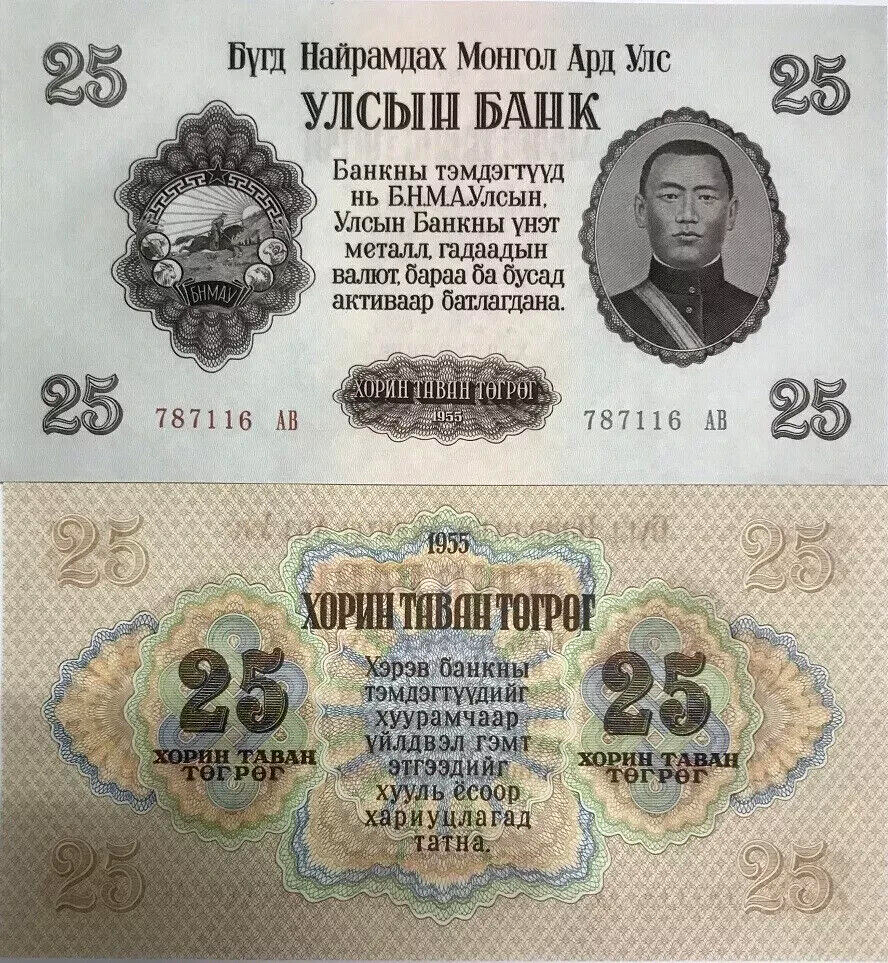 25
Бүгд Найрамдах Монгол Ард Улс
25
УЛСЫН БАНК
Банкны тэмдэгтүүд
нь Б.Н.М.А.Улсын,
Улсын Банкны үнэт
металл, гадаадын
валют, бараа ба бусад
активаар батлагдана.
БНМАУ
25
787116 АВ
ХОРИН ТАВАН ТӨГРӨГ
1955
787116 АВ
25
25
1955
25
ХОРИН ТАВАН ТӨГРӨГ
Хэрэв банкны
тэмдэгтүүдийг
хуурамчаар
үйлдвэл гэмт
этгээдийг
хууль ёсоор
хариуцлагад
татна.
25
ХОРИН ТАВАН
ТӨГРӨГ
25
ХОРИН ТАВАН
ТӨГРӨГ
25
25